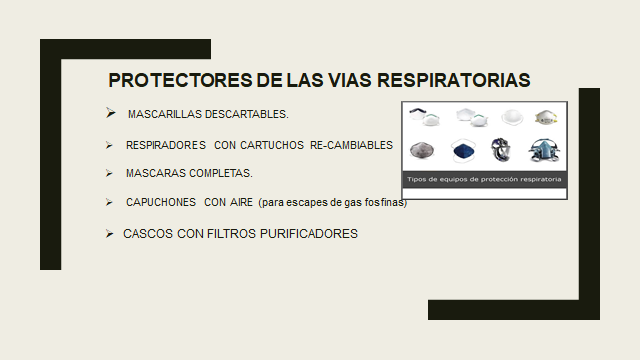 PROTECTORES DE LAS VIAS RESPIRATORIAS
MASCARILLAS DESCARTABLES.
RESPIRADORES CON CARTUCHOS RE-CAMBIABLES
MASCARAS COMPLETAS.
CAPUCHONES CON AIRE (para escapes de gas fosfinas)
CASCOS CON FILTROS PURIFICADORES
Tipos de equipos de protección respiratoria